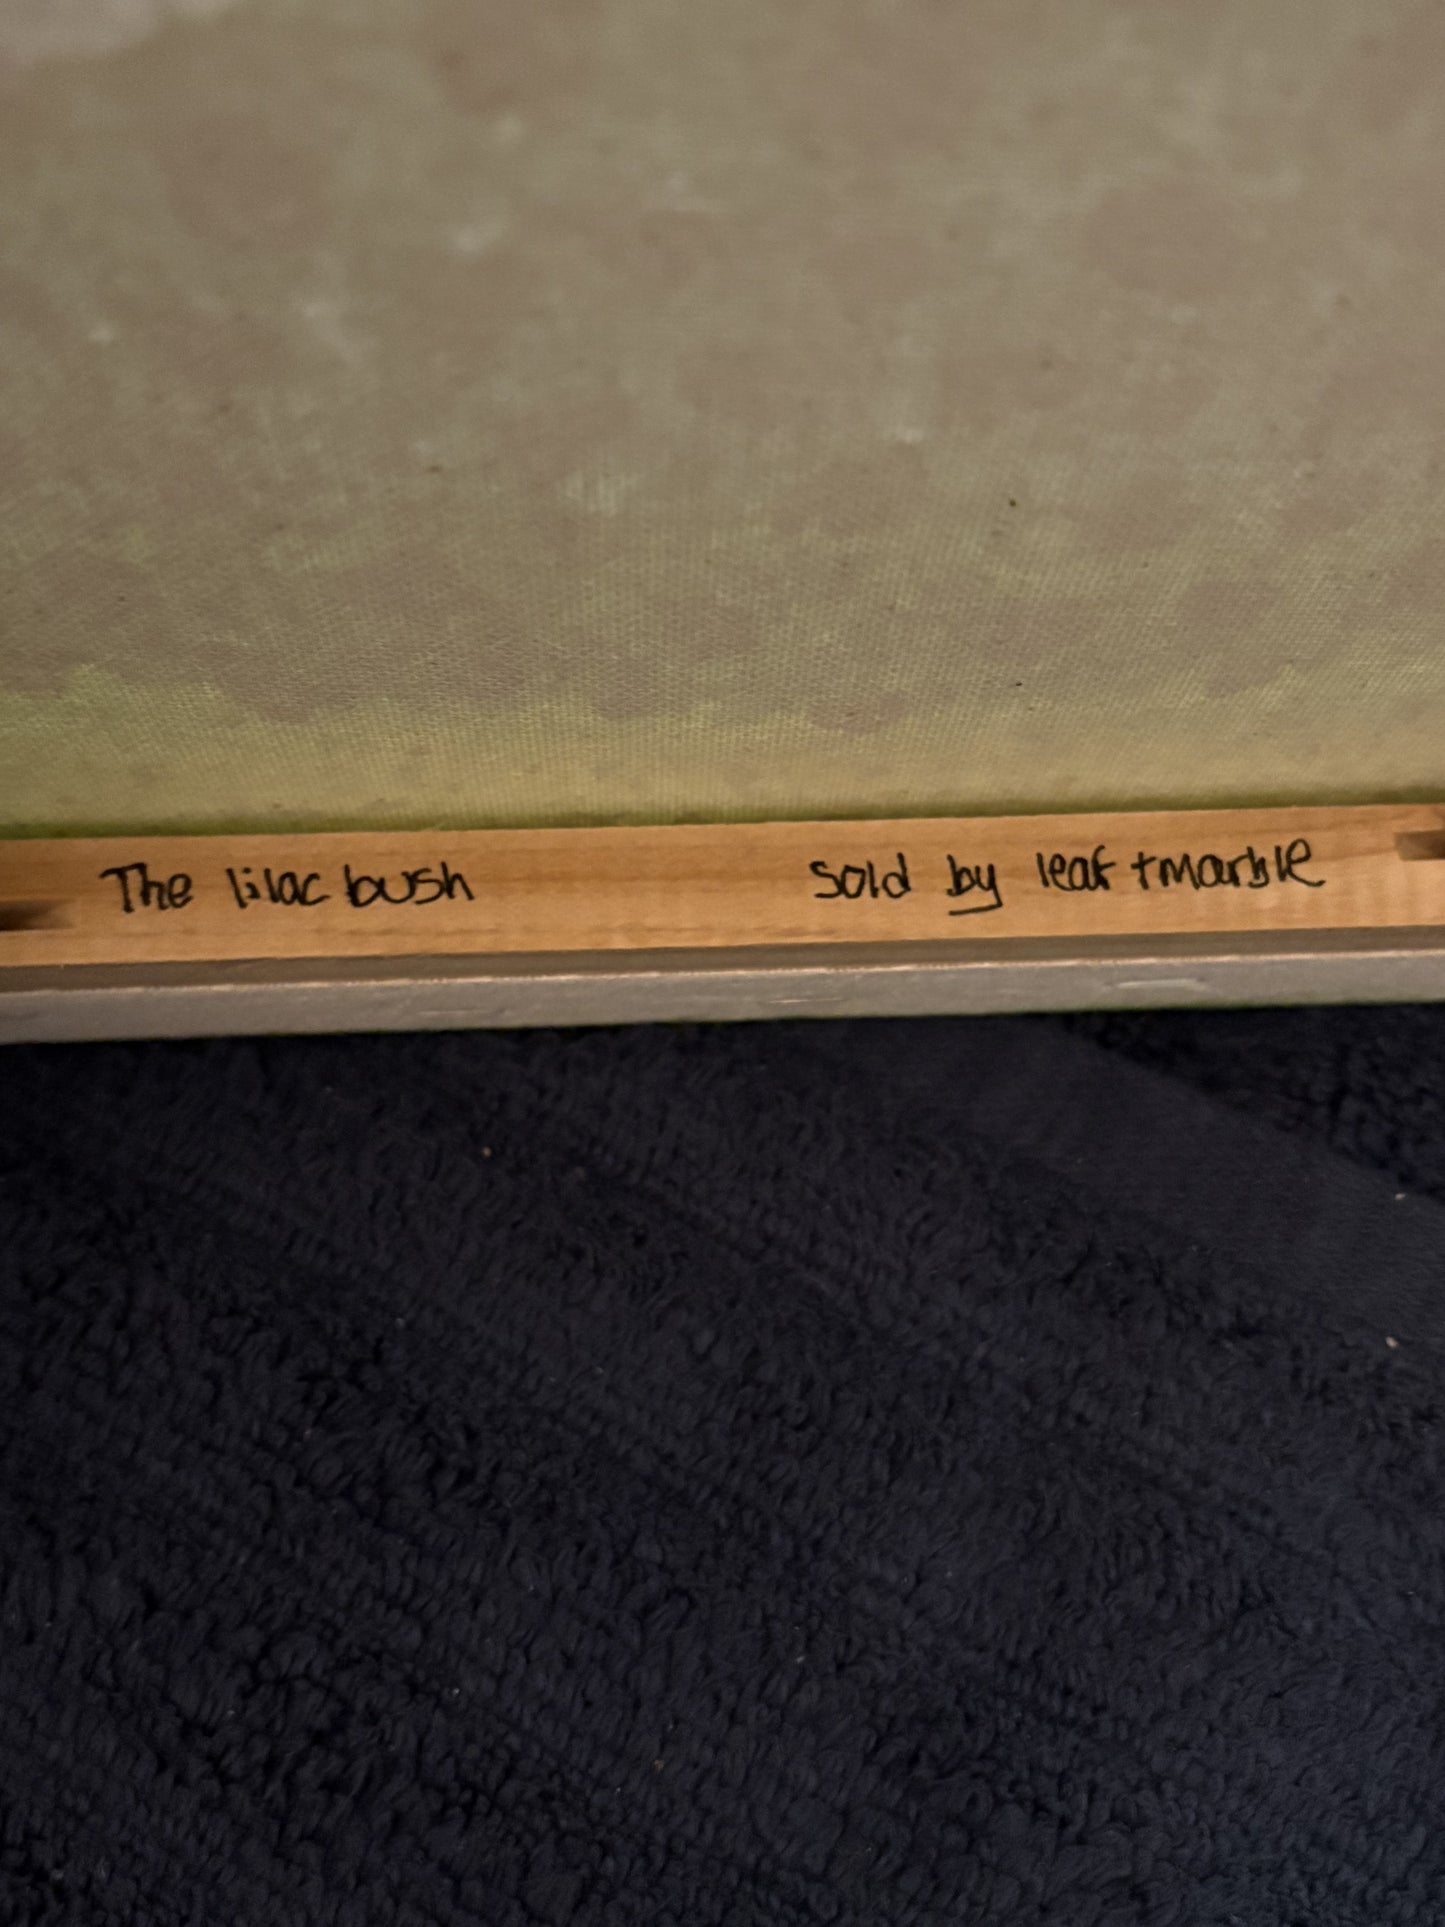 The lilac bush
sold by leaf + marble